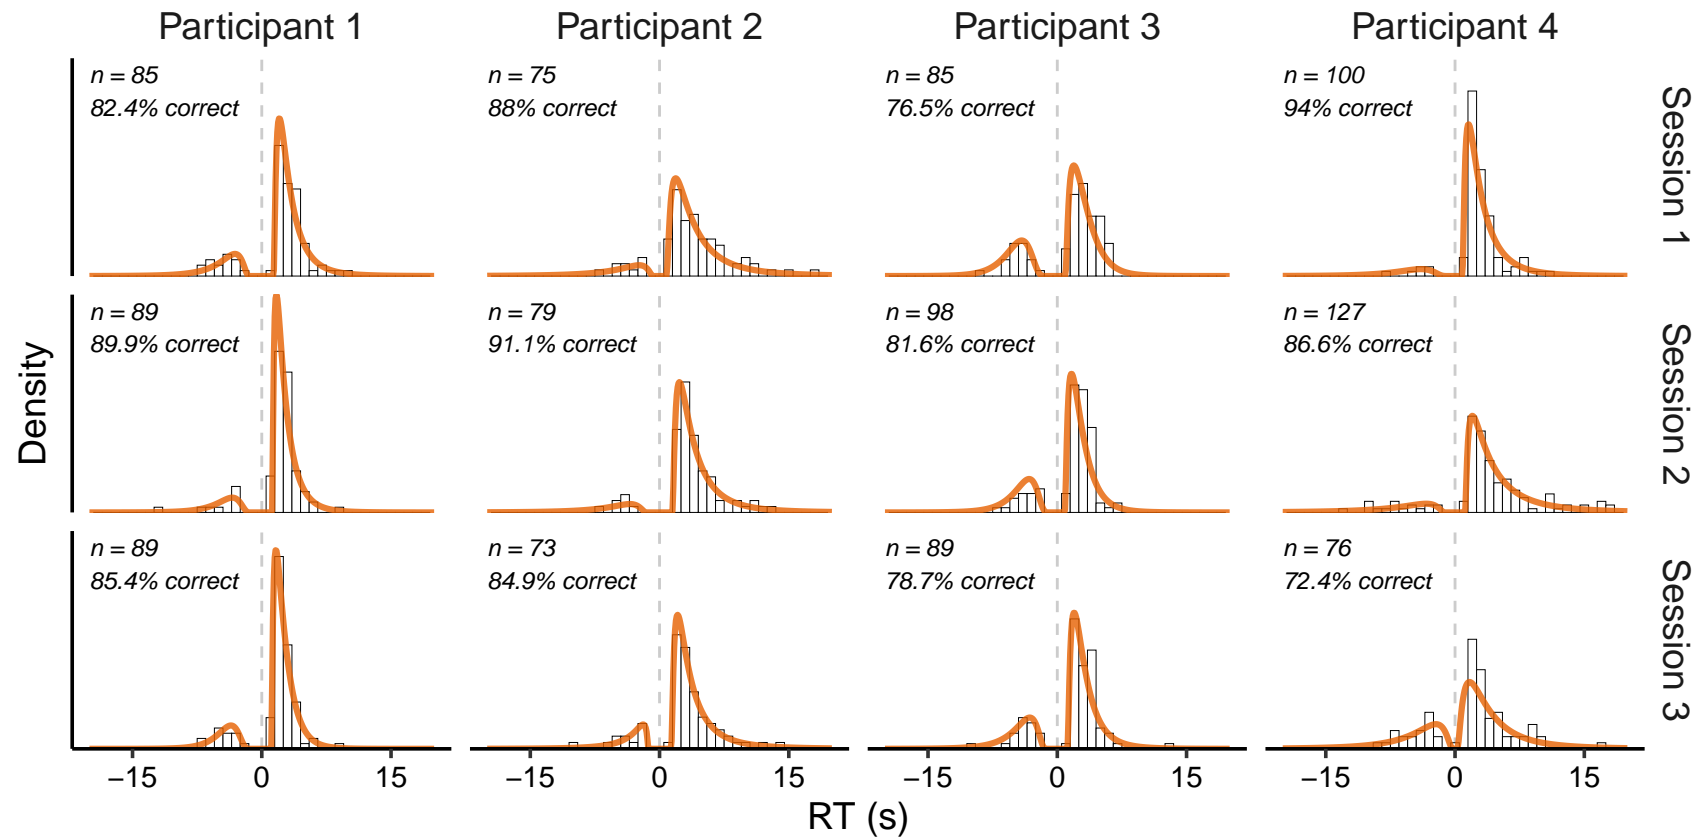 Participant 1
Participant 2
Participant 3
Participant 4
n = 85
82.4% correct
n = 75
88% correct
n = 85
76.5% correct
n = 100
94% correct
Session 1
n = 89
89.9% correct
n = 79
91.1% correct
n = 98
81.6% correct
n = 127
86.6% correct
Session 2
Density
n = 89
85.4% correct
n = 73
84.9% correct
n = 89
78.7% correct
n = 76
72.4% correct
Session 3
−15 0 15
−15 0 15
−15 0 15
−15 0 15
RT (s)